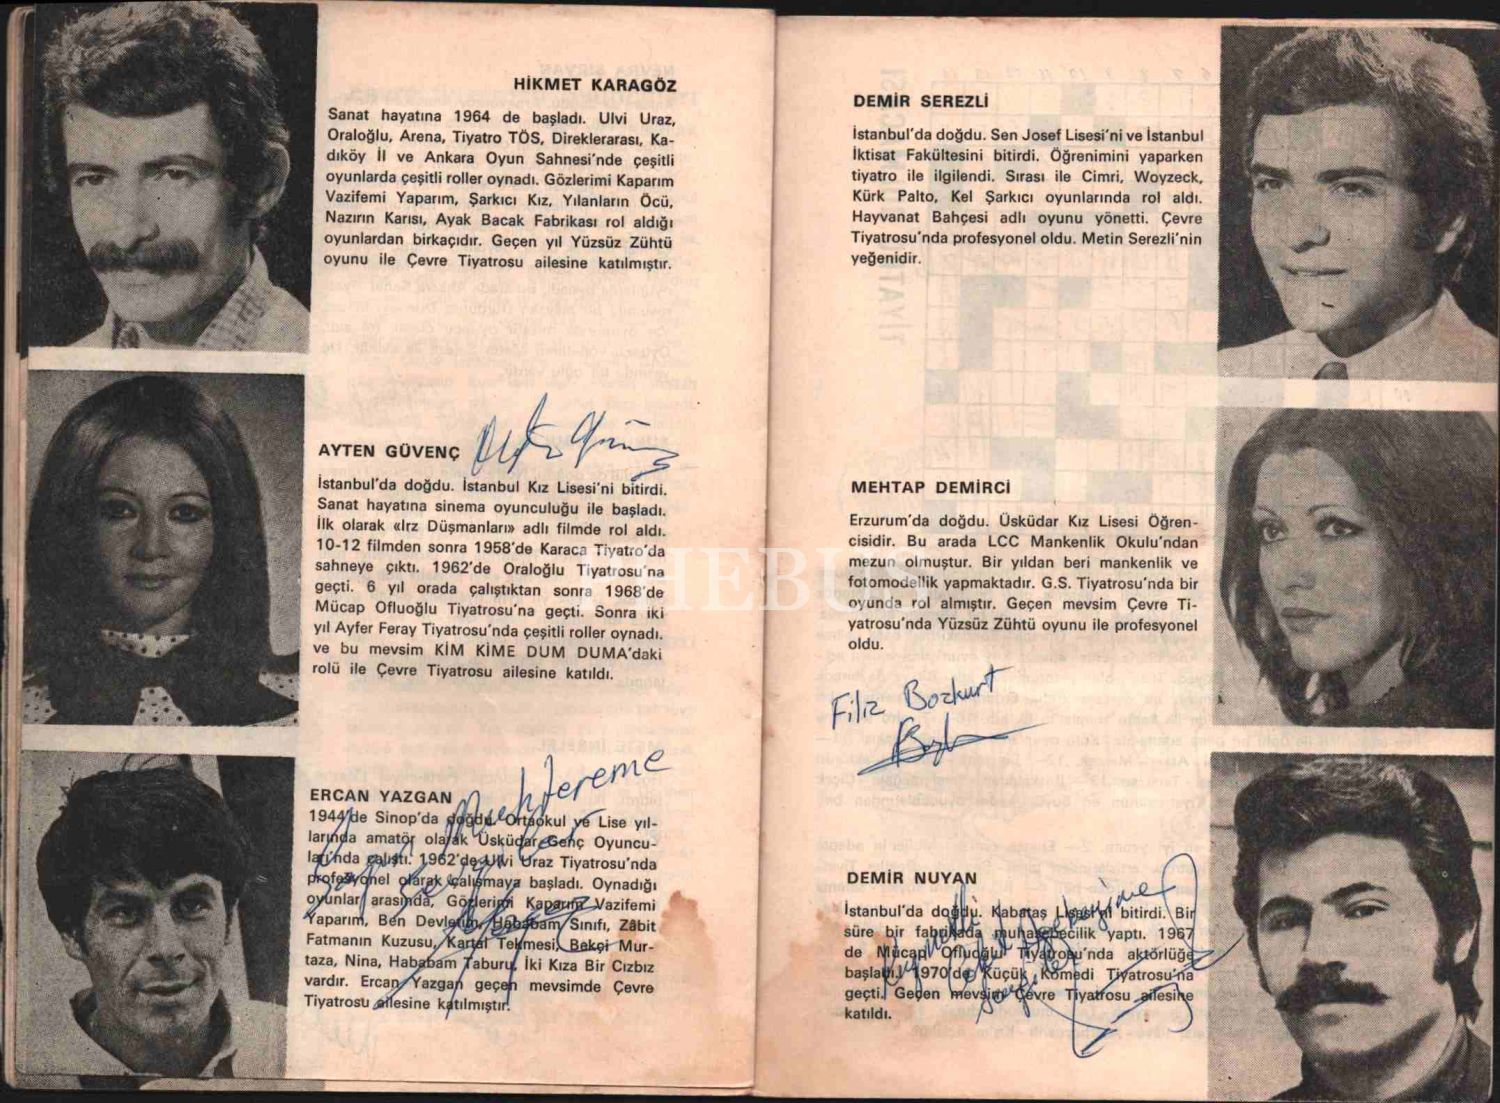 HİKMET KARAGÖZ
Sanat hayatına 1964 de başladı. Ulvi Uraz,
Oraloğlu, Arena, Tiyatro TÖS, Direklerarası, Ka-
dıköy İl ve Ankara Oyun Sahnesi'nde çeşitli
oyunlarda çeşitli roller oynadı. Gözlerimi Kaparım
Vazifemi Yaparım, Şarkıcı Kız, Yılanların Öcü,
Nazırın Karısı, Ayak Bacak Fabrikası rol aldığı
oyunlardan birkaçıdır. Geçen yıl Yüzsüz Zühtü
oyunu ile Çevre Tiyatrosu ailesine katılmıştır.
AYTEN GÜVENÇ
İstanbul'da doğdu. İstanbul Kız Lisesi'ni bitirdi.
Sanat hayatına sinema oyunculuğu ile başladı.
İlk olarak «Irz Düşmanları» adlı filmde rol aldı.
10-12 filmden sonra 1958'de Karaca Tiyatro'da
sahneye çıktı. 1962'de Oraloğlu Tiyatrosu'na
geçti. 6 yıl orada çalıştıktan sonra 1968'de
Mücap Ofluoğlu Tiyatrosu'na geçti. Sonra iki
yıl Ayfer Feray Tiyatrosu'nda çeşitli roller oynadı.
ve bu mevsim KİM KİME DUM DUMA'daki
rolü ile Çevre Tiyatrosu ailesine katıldı.
Muhtereme
ERCAN YAZGAN
1944'de Sinop'da doğdu. Ortaokul ve Lise yıl-
larında amatör olarak Üsküdar Genç Oyuncu-
ları'nda çalıştı. 1962'de Ulvi Uraz Tiyatrosu'nda
profesyonel olarak çalışmaya başladı. Oynadığı
oyunlar arasında, Gözlerimi Kaparım Vazifemi
Yaparım, Ben Devletim, Hababam Sınıfı, Zâbit
Fatmanın Kuzusu, Kartal Tekmesi, Bekçi Mur-
taza, Nina, Hababam Taburu, İki Kıza Bir Cızbız
vardır. Ercan Yazgan geçen mevsimde Çevre
Tiyatrosu ailesine katılmıştır.
DEMİR SEREZLİ
İstanbul'da doğdu. Sen Josef Lisesi'ni ve İstanbul
İktisat Fakültesini bitirdi. Öğrenimini yaparken
tiyatro ile ilgilendi. Sırası ile Cimri, Woyzeck,
Kürk Palto, Kel Şarkıcı oyunlarında rol aldı.
Hayvanat Bahçesi adlı oyunu yönetti. Çevre
Tiyatrosu'nda profesyonel oldu. Metin Serezli'nin
yeğenidir.
MEHTAP DEMİRCİ
Erzurum'da doğdu. Üsküdar Kız Lisesi Öğren-
cisidir. Bu arada LCC Mankenlik Okulu'ndan
mezun olmuştur. Bir yıldan beri mankenlik ve
fotomodellik yapmaktadır. G.S. Tiyatrosu'nda bir
oyunda rol almıştır. Geçen mevsim Çevre Ti-
yatrosu'nda Yüzsüz Zühtü oyunu ile profesyonel
oldu.
Filiz Bozkurt
DEMİR NUYAN
İstanbul'da doğdu. Kabataş Lisesi'ni bitirdi. Bir
süre bir fabrikada muhasebecilik yaptı. 1967
de Mücap Ofluoğlu Tiyatrosu'nda aktörlüğe
başladı. 1970'de Küçük Komedi Tiyatrosu'na
geçti. Geçen mevsim Çevre Tiyatrosu ailesine
katıldı.
PHEBUS